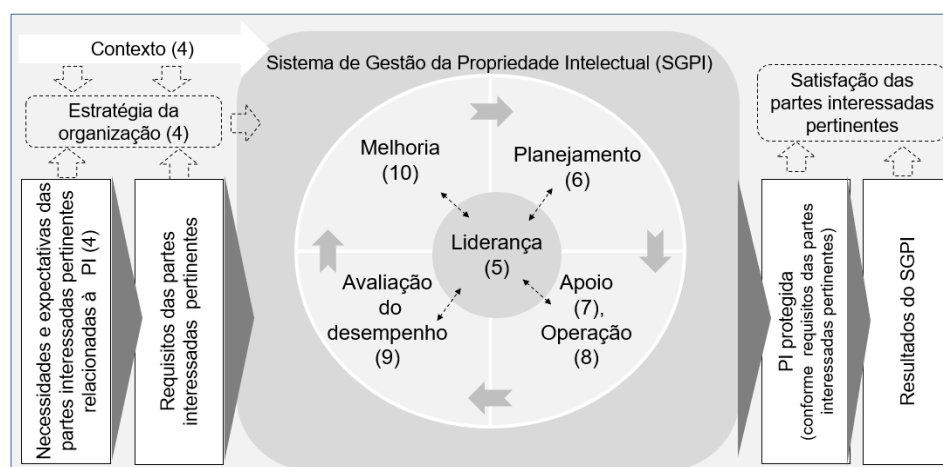 Contexto (4)
Estratégia da
organização (4)
Necessidades e expectativas das
partes interessadas pertinentes
relacionadas à PI (4)
Requisitos das partes
interessadas pertinentes
Sistema de Gestão da Propriedade Intelectual (SGPI)
Melhoria
(10)
Planejamento
(6)
Liderança
(5)
Avaliação
do
desempenho
(9)
Apoio
(7),
Operação
(8)
Satisfação das
partes interessadas
pertinentes
PI protegida
(conforme requisitos das partes
interessadas pertinentes)
Resultados do SGPI